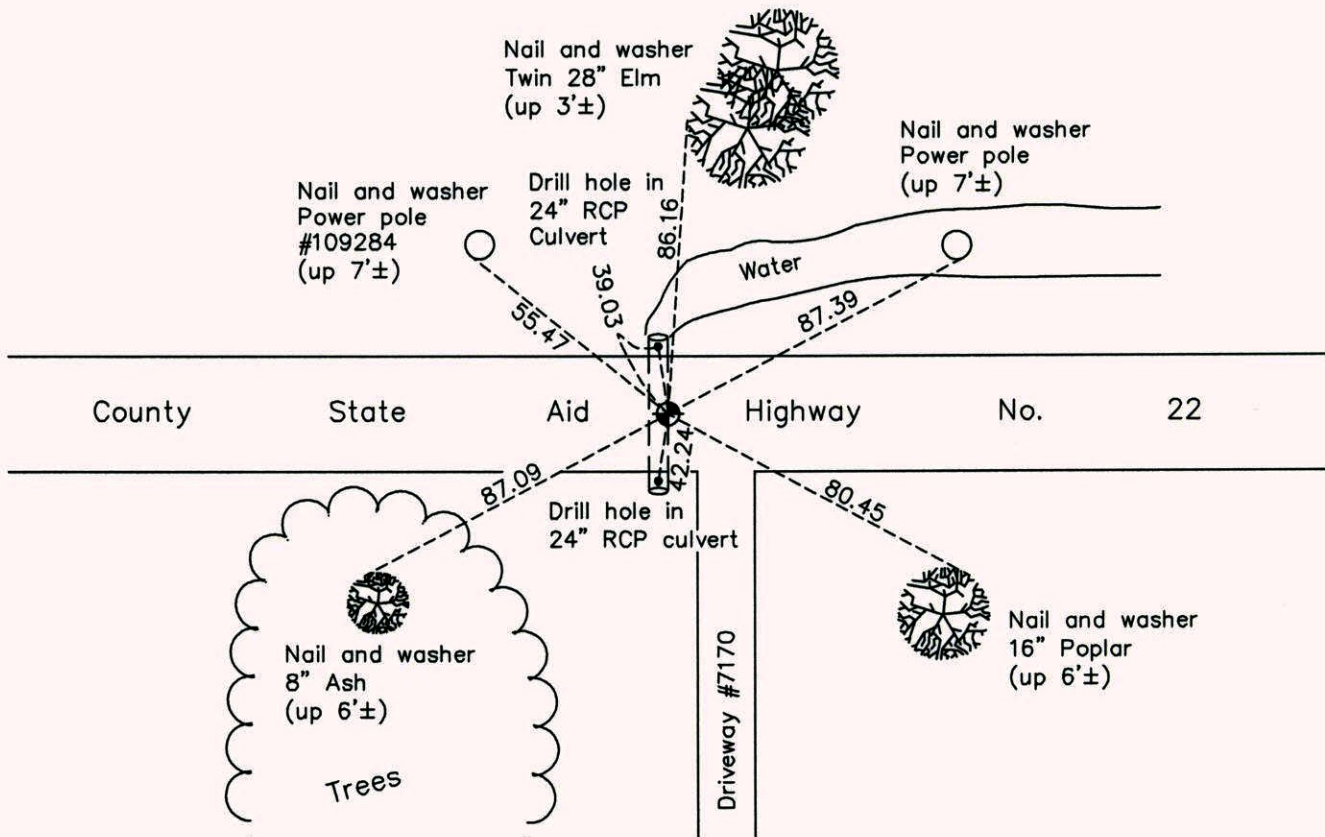 Nail and washer
Twin 28" Elm
(up 3'±)
Nail and washer
Power pole
(up 7'±)
Nail and washer
Power pole
#109284
(up 7'±)
Drill hole in
24" RCP
Culvert
86.16
Water
39.03
55.47
87.39
County State Aid Highway No. 22
87.09
42.24
80.45
Drill hole in
24" RCP culvert
Nail and washer
8" Ash
(up 6'±)
Nail and washer
16" Poplar
(up 6'±)
Driveway #7170
Trees